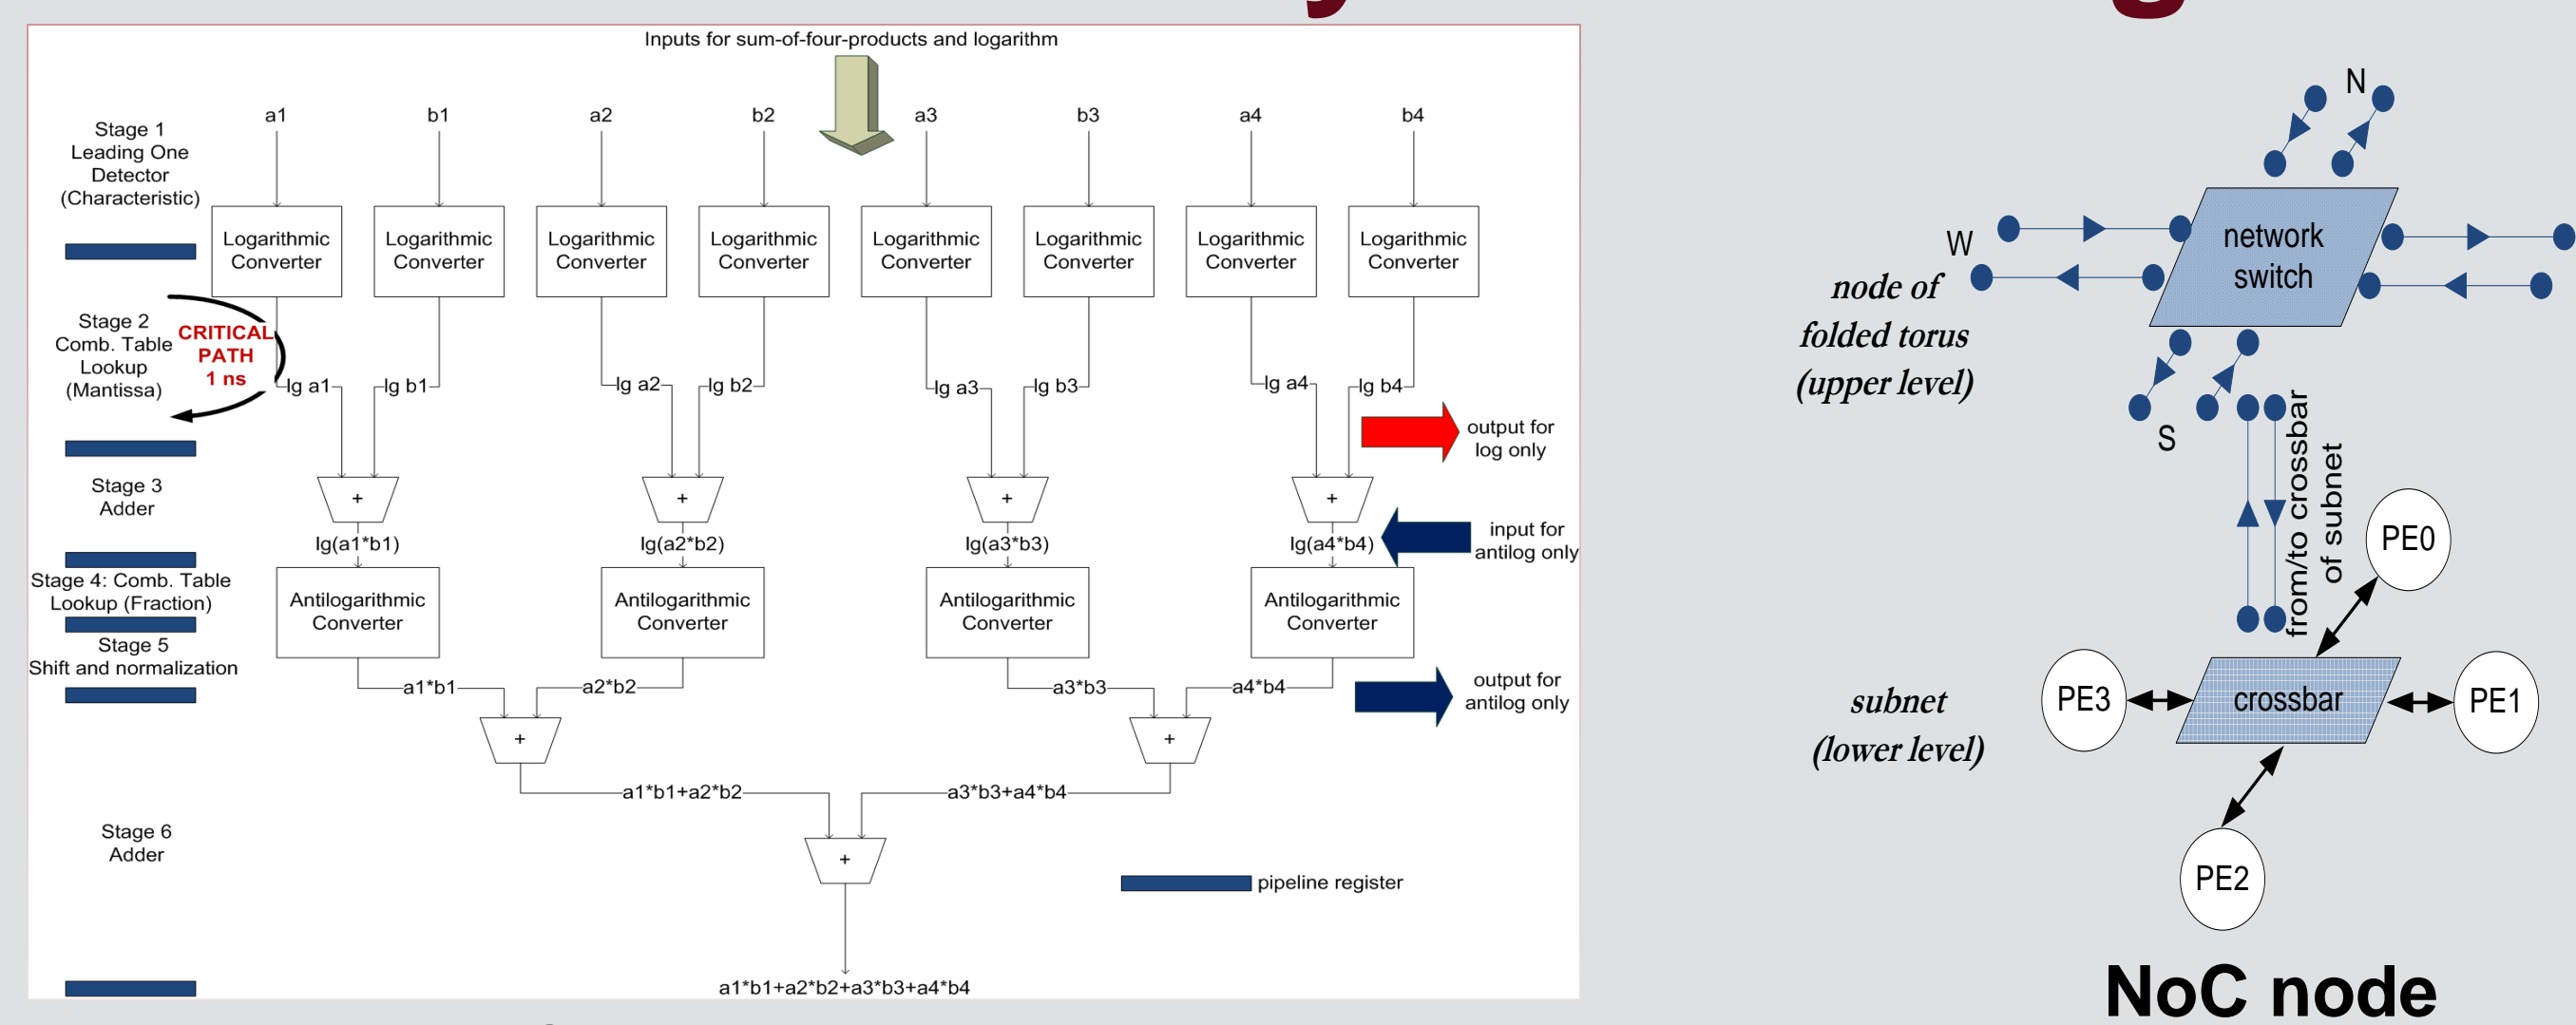 Inputs for sum-of-four-products and logarithm
a1
b1
a2
b2
a3
b3
a4
b4
Stage 1
Leading One
Detector
(Characteristic)
Logarithmic
Converter
Logarithmic
Converter
Logarithmic
Converter
Logarithmic
Converter
Logarithmic
Converter
Logarithmic
Converter
Logarithmic
Converter
Logarithmic
Converter
Stage 2
Comb. Table
Lookup
(Mantissa)
CRITICAL
PATH
1 ns
lg a1
lg b1
lg a2
lg b2
lg a3
lg b3
lg a4
lg b4
output for
log only
Stage 3
Adder
+
+
+
+
lg(a1*b1)
lg(a2*b2)
lg(a3*b3)
lg(a4*b4)
input for
antilog only
Stage 4: Comb. Table
Lookup (Fraction)
Antilogarithmic
Converter
Antilogarithmic
Converter
Antilogarithmic
Converter
Antilogarithmic
Converter
Stage 5
Shift and normalization
a1*b1
a2*b2
a3*b3
a4*b4
output for
antilog only
+
+
a1*b1+a2*b2
a3*b3+a4*b4
Stage 6
Adder
+
pipeline register
a1*b1+a2*b2+a3*b3+a4*b4
N
W
network
switch
node of
folded torus
(upper level)
S
from/to crossbar
of subnet
PE0
PE3
crossbar
PE1
subnet
(lower level)
PE2
NoC node